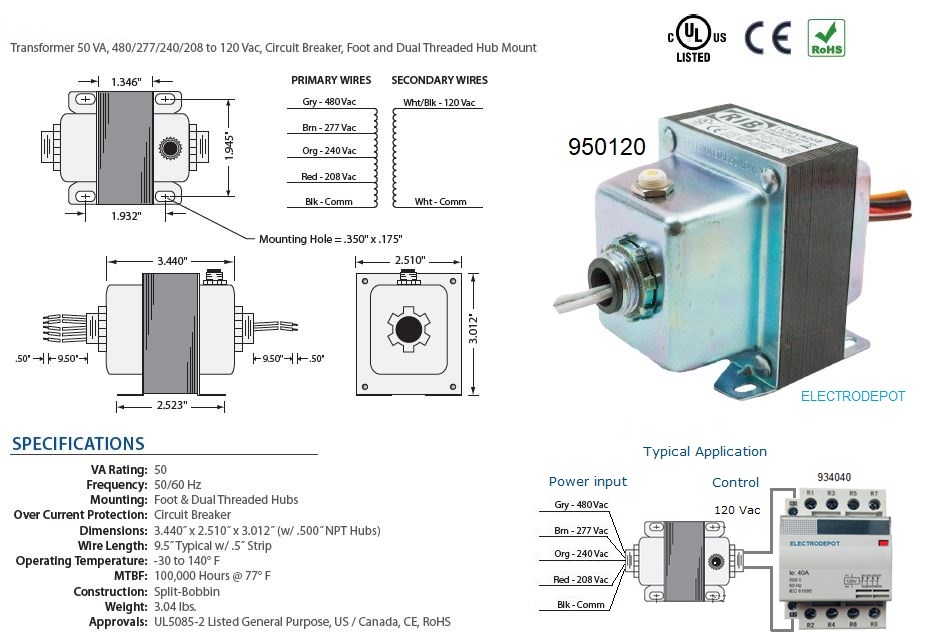 Transformer 50 VA, 480/277/240/208 to 120 Vac, Circuit Breaker, Foot and Dual Threaded Hub Mount
C UL US
LISTED
CE
RoHS
1.346"
1.945"
1.932"
Mounting Hole = .350" x .175"
PRIMARY WIRES
SECONDARY WIRES
Gry - 480 Vac
Brn - 277 Vac
Org - 240 Vac
Red - 208 Vac
Blk - Comm
Wht/Blk - 120 Vac
Wht - Comm
950120
RIB
ELECTRODEPOT
3.440"
2.510"
3.012"
.50"
9.50"
9.50"
.50"
2.523"
SPECIFICATIONS
VA Rating: 50
Frequency: 50/60 Hz
Mounting: Foot & Dual Threaded Hubs
Over Current Protection: Circuit Breaker
Dimensions: 3.440˝ x 2.510˝ x 3.012˝ (w/ .500˝ NPT Hubs)
Wire Length: 9.5˝ Typical w/ .5˝ Strip
Operating Temperature: -30 to 140° F
MTBF: 100,000 Hours @ 77° F
Construction: Split-Bobbin
Weight: 3.04 lbs.
Approvals: UL5085-2 Listed General Purpose, US / Canada, CE, RoHS
Typical Application
Power input
Control
120 Vac
Gry - 480 Vac
Brn - 277 Vac
Org - 240 Vac
Red - 208 Vac
Blk - Comm
934040
R1 R3 R5 R7
ELECTRODEPOT
Ie: 40A
500 V
60 Hz
IEC 61095
R2 R4 R6 R8